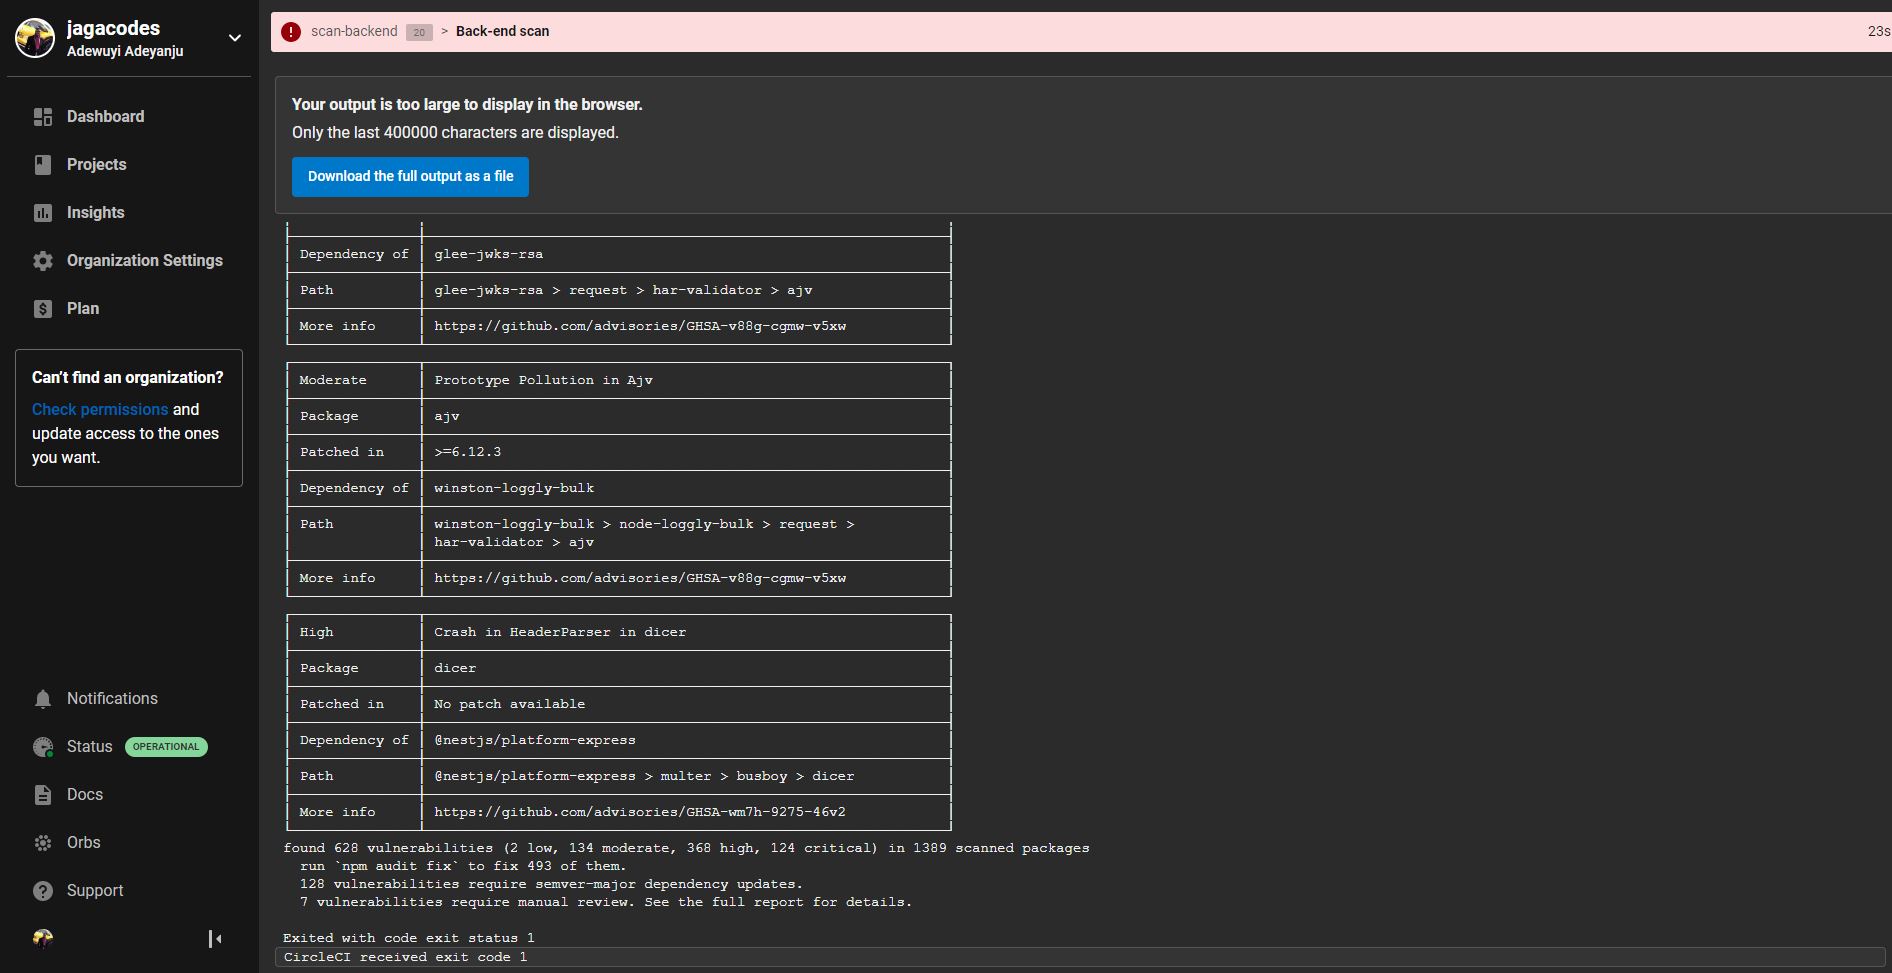 jagacodes
Adewuyi Adeyanju
Dashboard
Projects
Insights
Organization Settings
Plan
Can't find an organization?
Check permissions and
update access to the ones
you want.
Notifications
Status OPERATIONAL
Docs
Orbs
Support
scan-backend 20 > Back-end scan 23s
Your output is too large to display in the browser.
Only the last 400000 characters are displayed.
Download the full output as a file
Dependency of glee-jwks-rsa
Path glee-jwks-rsa > request > har-validator > ajv
More info https://github.com/advisories/GHSA-v88g-cgmw-v5xw
Moderate Prototype Pollution in Ajv
Package ajv
Patched in >=6.12.3
Dependency of winston-loggly-bulk
Path winston-loggly-bulk > node-loggly-bulk > request >
har-validator > ajv
More info https://github.com/advisories/GHSA-v88g-cgmw-v5xw
High Crash in HeaderParser in dicer
Package dicer
Patched in No patch available
Dependency of @nestjs/platform-express
Path @nestjs/platform-express > multer > busboy > dicer
More info https://github.com/advisories/GHSA-wm7h-9275-46v2
found 628 vulnerabilities (2 low, 134 moderate, 368 high, 124 critical) in 1389 scanned packages
run `npm audit fix` to fix 493 of them.
128 vulnerabilities require semver-major dependency updates.
7 vulnerabilities require manual review. See the full report for details.
Exited with code exit status 1
CircleCI received exit code 1